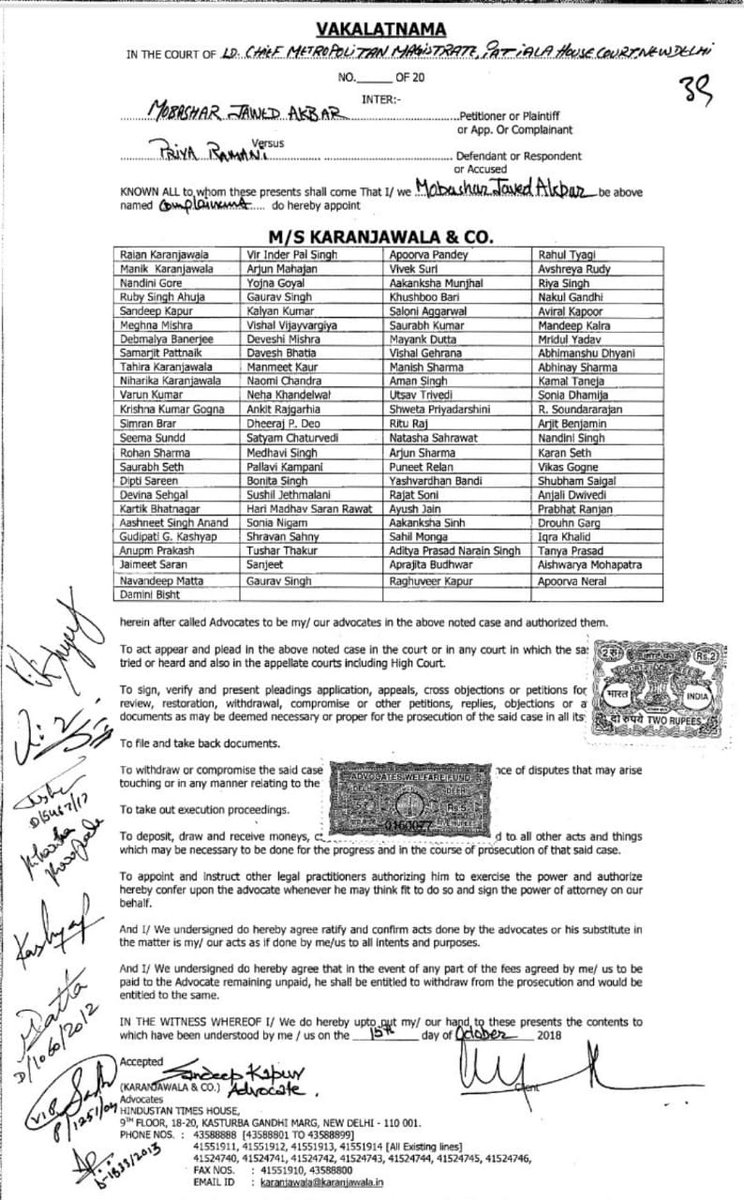 VAKALATNAMA
IN THE COURT OF LD. CHIEF METROPOLITAN MAGISTRATE, PATIALA HOUSE COURT NEW DELHI
NO.______ OF 20
39
INTER:-
MOBASHAR JAWED AKBAR Petitioner or Plaintiff
or App. Or Complainant
Versus
PRIYA RAMANI Defendant or Respondent
or Accused
KNOWN ALL to whom these presents shall come That I/ we Mobashar Jawed Akbar be above
named Complainant do hereby appoint
M/S KARANJAWALA & CO.
Raian Karanjawala Vir Inder Pal Singh Apoorva Pandey Rahul Tyagi
Manik Karanjawala Arjun Mahajan Vivek Suri Avshreya Rudy
Nandini Gore Yojna Goyal Aakanksha Munjhal Riya Singh
Ruby Singh Ahuja Gaurav Singh Khushboo Bari Nakul Gandhi
Sandeep Kapur Kalyan Kumar Saloni Aggarwal Aviral Kapoor
Meghna Mishra Vishal Vijayvargiya Saurabh Kumar Mandeep Kalra
Debmalya Banerjee Deveshi Mishra Mayank Dutta Mridul Yadav
Samarjit Pattnaik Davesh Bhatia Vishal Gehrana Abhimanshu Dhyani
Tahira Karanjawala Manmeet Kaur Manish Sharma Abhinay Sharma
Niharika Karanjawala Naomi Chandra Aman Singh Kamal Taneja
Varun Kumar Neha Khandelwal Utsav Trivedi Sonia Dhamija
Krishna Kumar Gogna Ankit Rajgarhia Shweta Priyadarshini R. Soundararajan
Simran Brar Dheeraj P. Deo Ritu Raj Arjit Benjamin
Seema Sundd Satyam Chaturvedi Natasha Sahrawat Nandini Singh
Rohan Sharma Medhavi Singh Arjun Sharma Karan Seth
Saurabh Seth Pallavi Kampani Puneet Relan Vikas Gogne
Dipti Sareen Bonita Singh Yashvardhan Bandi Shubham Saigal
Devina Sehgal Sushil Jethmalani Rajat Soni Anjali Dwivedi
Kartik Bhatnagar Hari Madhav Saran Rawat Ayush Jain Prabhat Ranjan
Aashneet Singh Anand Sonia Nigam Aakanksha Sinh Drouhn Garg
Gudipati G. Kashyap Shravan Sahny Sahil Monga Iqra Khalid
Anupm Prakash Tushar Thakur Aditya Prasad Narain Singh Tanya Prasad
Jaimeet Saran Sanjeet Aprajita Budhwar Aishwarya Mohapatra
Navandeep Matta Gaurav Singh Raghuveer Kapur Apoorva Neral
Damini Bisht
herein after called Advocates to be my/ our advocates in the above noted case and authorized them.
To act appear and plead in the above noted case in the court or in any court in which the sa
tried or heard and also in the appellate courts including High Court.
To sign, verify and present pleadings application, appeals, cross objections or petitions for
review, restoration, withdrawal, compromise or other petitions, replies, objections or a
documents as may be deemed necessary or proper for the prosecution of the said case in all its
Rs.2
भारत
INDIA
दो रुपये TWO RUPEES
To file and take back documents.
To withdraw or compromise the said case nce of disputes that may arise
touching or in any manner relating to the
ADVOCATES WELFARE FUND
DELHI
Rs.5
0160077
To take out execution proceedings.
To deposit, draw and receive moneys, c d to all other acts and things
which may be necessary to be done for the progress and in the course of prosecution of that said case.
To appoint and instruct other legal practitioners authorizing him to exercise the power and authorize
hereby confer upon the advocate whenever he may think fit to do so and sign the power of attorney on our
behalf.
And I/ We undersigned do hereby agree ratify and confirm acts done by the advocates or his substitute in
the matter is my/ our acts as if done by me/us to all intents and purposes.
And I/ We undersigned do hereby agree that in the event of any part of the fees agreed by me/ us to be
paid to the Advocate remaining unpaid, he shall be entitled to withdraw from the prosecution and would be
entitled to the same.
IN THE WITNESS WHEREOF I/ We do hereby upto put my/ our hand to these presents the contents to
which have been understood by me / us on the 15th day of October 2018
Accepted
Sandeep Kapur
Advocate.
Client
(KARANJAWALA & CO.)
Advocates
HINDUSTAN TIMES HOUSE,
9TH FLOOR, 18-20, KASTURBA GANDHI MARG, NEW DELHI - 110 001.
PHONE NOS. : 43588888 [43588801 TO 43588899]
41551911, 41551912, 41551913, 41551914 [All Existing lines]
41524740, 41524741, 41524742, 41524743, 41524744, 41524745, 41524746,
FAX NOS. : 41551910, 43588800
EMAIL ID : karanjawala@karanjawala.in
D/5467/17
Niharika
Kashyap
D/1060/2012
D-1833/2013